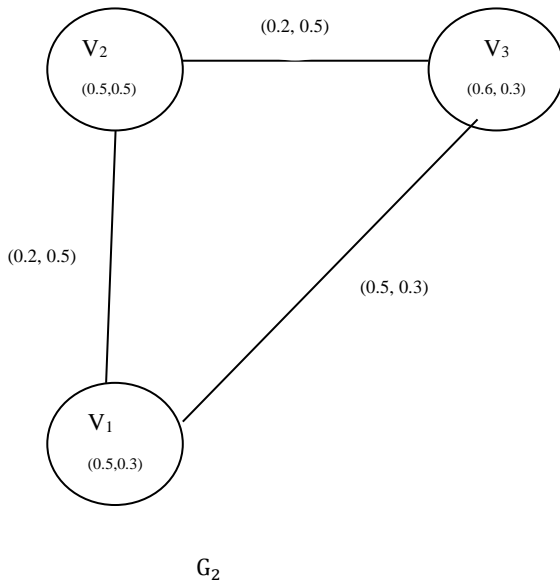 (0.2, 0.5)
V2
(0.5,0.5)
V3
(0.6, 0.3)
(0.2, 0.5)
(0.5, 0.3)
V1
(0.5,0.3)
G2